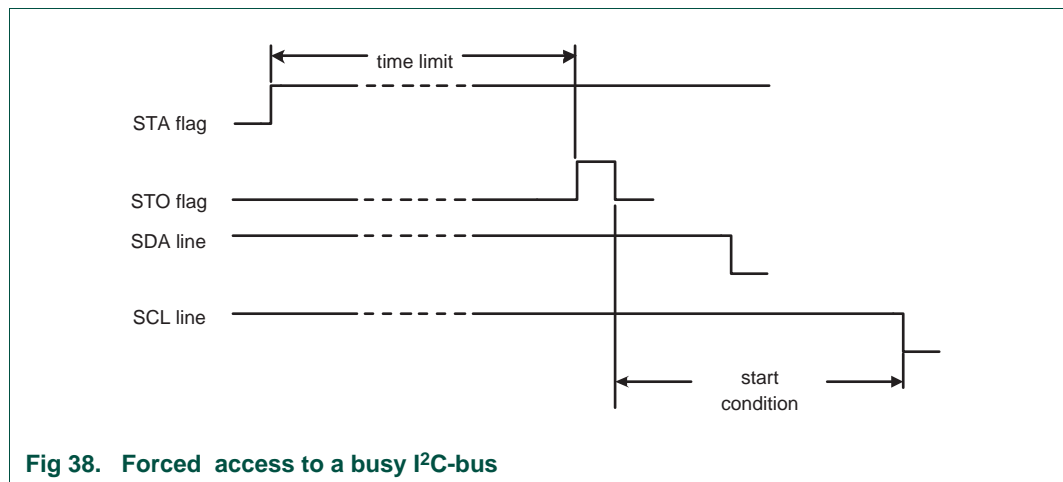 time limit
STA flag
STO flag
SDA line
SCL line
start
condition
Fig 38. Forced access to a busy I²C-bus